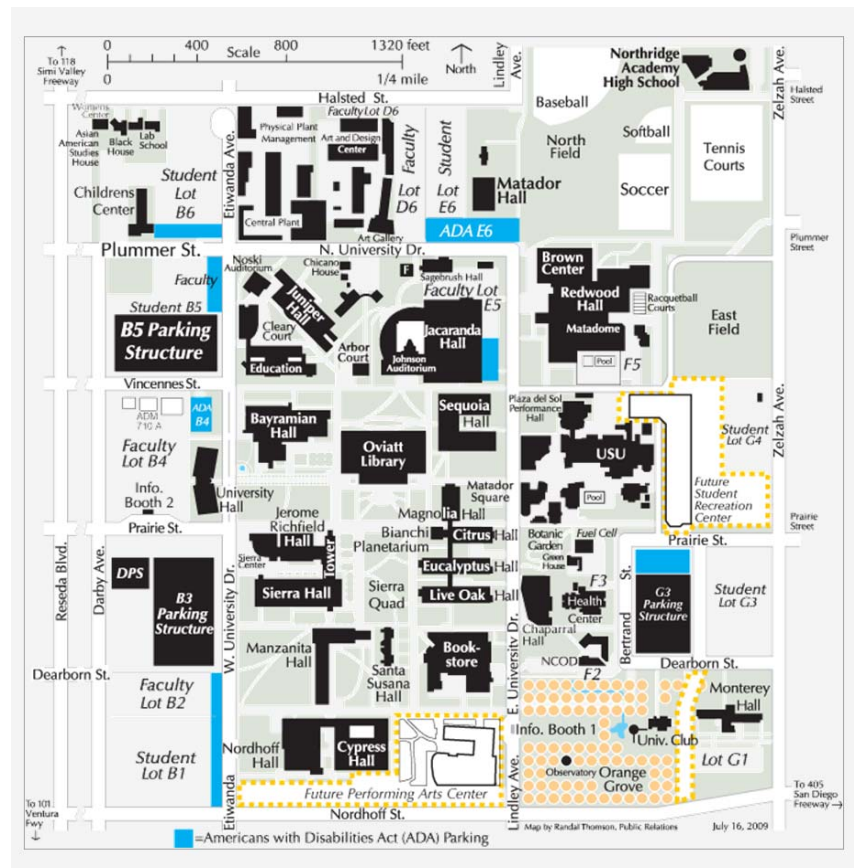 To 118
Simi Valley
Freeway
0 400 800 1320 feet
Scale
0 1/4 mile
North
Lindley
Ave.
Northridge
Academy
High School
Zelzah Ave.
Halsted
Street
Halsted St.
Womens
Center
Asian
American
Studies
House
Black
House
Lab
School
Student
Lot
B6
Childrens
Center
Etiwanda Ave.
Physical Plant
Management
Faculty Lot D6
Art and Design
Center
Faculty
Lot
D6
Student
Lot
E6
Central Plant
Art Gallery
Matador
Hall
ADA E6
Baseball
North
Field
Softball
Soccer
Tennis
Courts
Plummer
Street
Plummer St.
N. University Dr.
Faculty
Student B5
B5 Parking
Structure
Noski
Auditorium
Chicano
House
Juniper
Hall
Cleary
Court
Arbor
Court
Education
F
Sagebrush Hall
Faculty Lot
E5
Jacaranda
Hall
Johnson
Auditorium
Brown
Center
Redwood
Hall
Matadome
Racquetball
Courts
Pool
F5
East
Field
Vincennes St.
ADM
710 A
ADA
B4
Faculty
Lot B4
Info.
Booth 2
University
Hall
Bayramian
Hall
Oviatt
Library
Sequoia
Hall
Plaza del Sol
Performance
Hall
USU
Pool
Student
Lot G4
Zelzah Ave.
Future
Student
Recreation
Center
Matador
Square
Magnolia Hall
Bianchi
Planetarium
Citrus Hall
Eucalyptus Hall
Live Oak Hall
Prairie
Street
Prairie St.
Prairie St.
Reseda Blvd.
Darby Ave.
DPS
B3
Parking
Structure
W. University Dr.
Jerome
Richfield
Hall
Tower
Sierra
Center
Sierra Hall
Sierra
Quad
Botanic
Garden
Fuel Cell
Green
House
F3
Health
Center
Chaparral
Hall
NCOD
F2
E. University Dr.
Bertrand St.
G3
Parking
Structure
Student
Lot G3
Dearborn St.
Dearborn St.
Manzanita
Hall
Santa
Susana
Hall
Book-
store
Faculty
Lot B2
Student
Lot B1
Nordhoff
Hall
Cypress
Hall
Future Performing Arts Center
Info. Booth 1
Univ. Club
Observatory
Orange
Grove
Monterey
Hall
Lot G1
Etiwanda
Lindley Ave.
To 405
San Diego
Freeway
To 101
Ventura
Fwy
Nordhoff St.
=Americans with Disabilities Act (ADA) Parking
Map by Randal Thomson, Public Relations
July 16, 2009